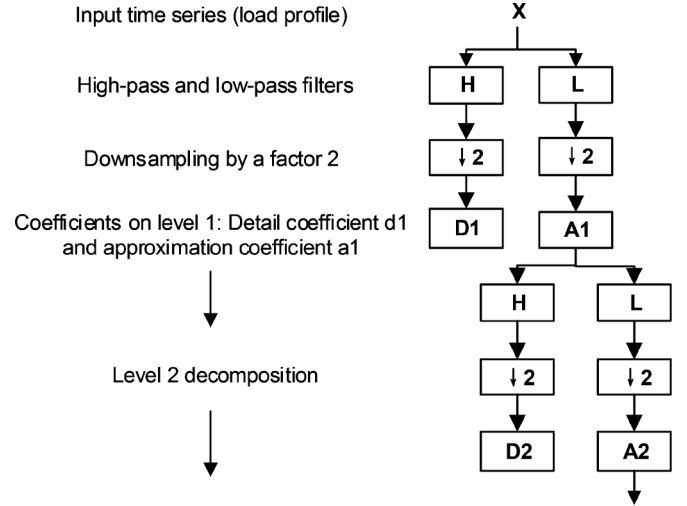 Input time series (load profile)
X
High-pass and low-pass filters
H
L
Downsampling by a factor 2
↓ 2
↓ 2
Coefficients on level 1: Detail coefficient d1
and approximation coefficient a1
D1
A1
H
L
Level 2 decomposition
↓ 2
↓ 2
D2
A2